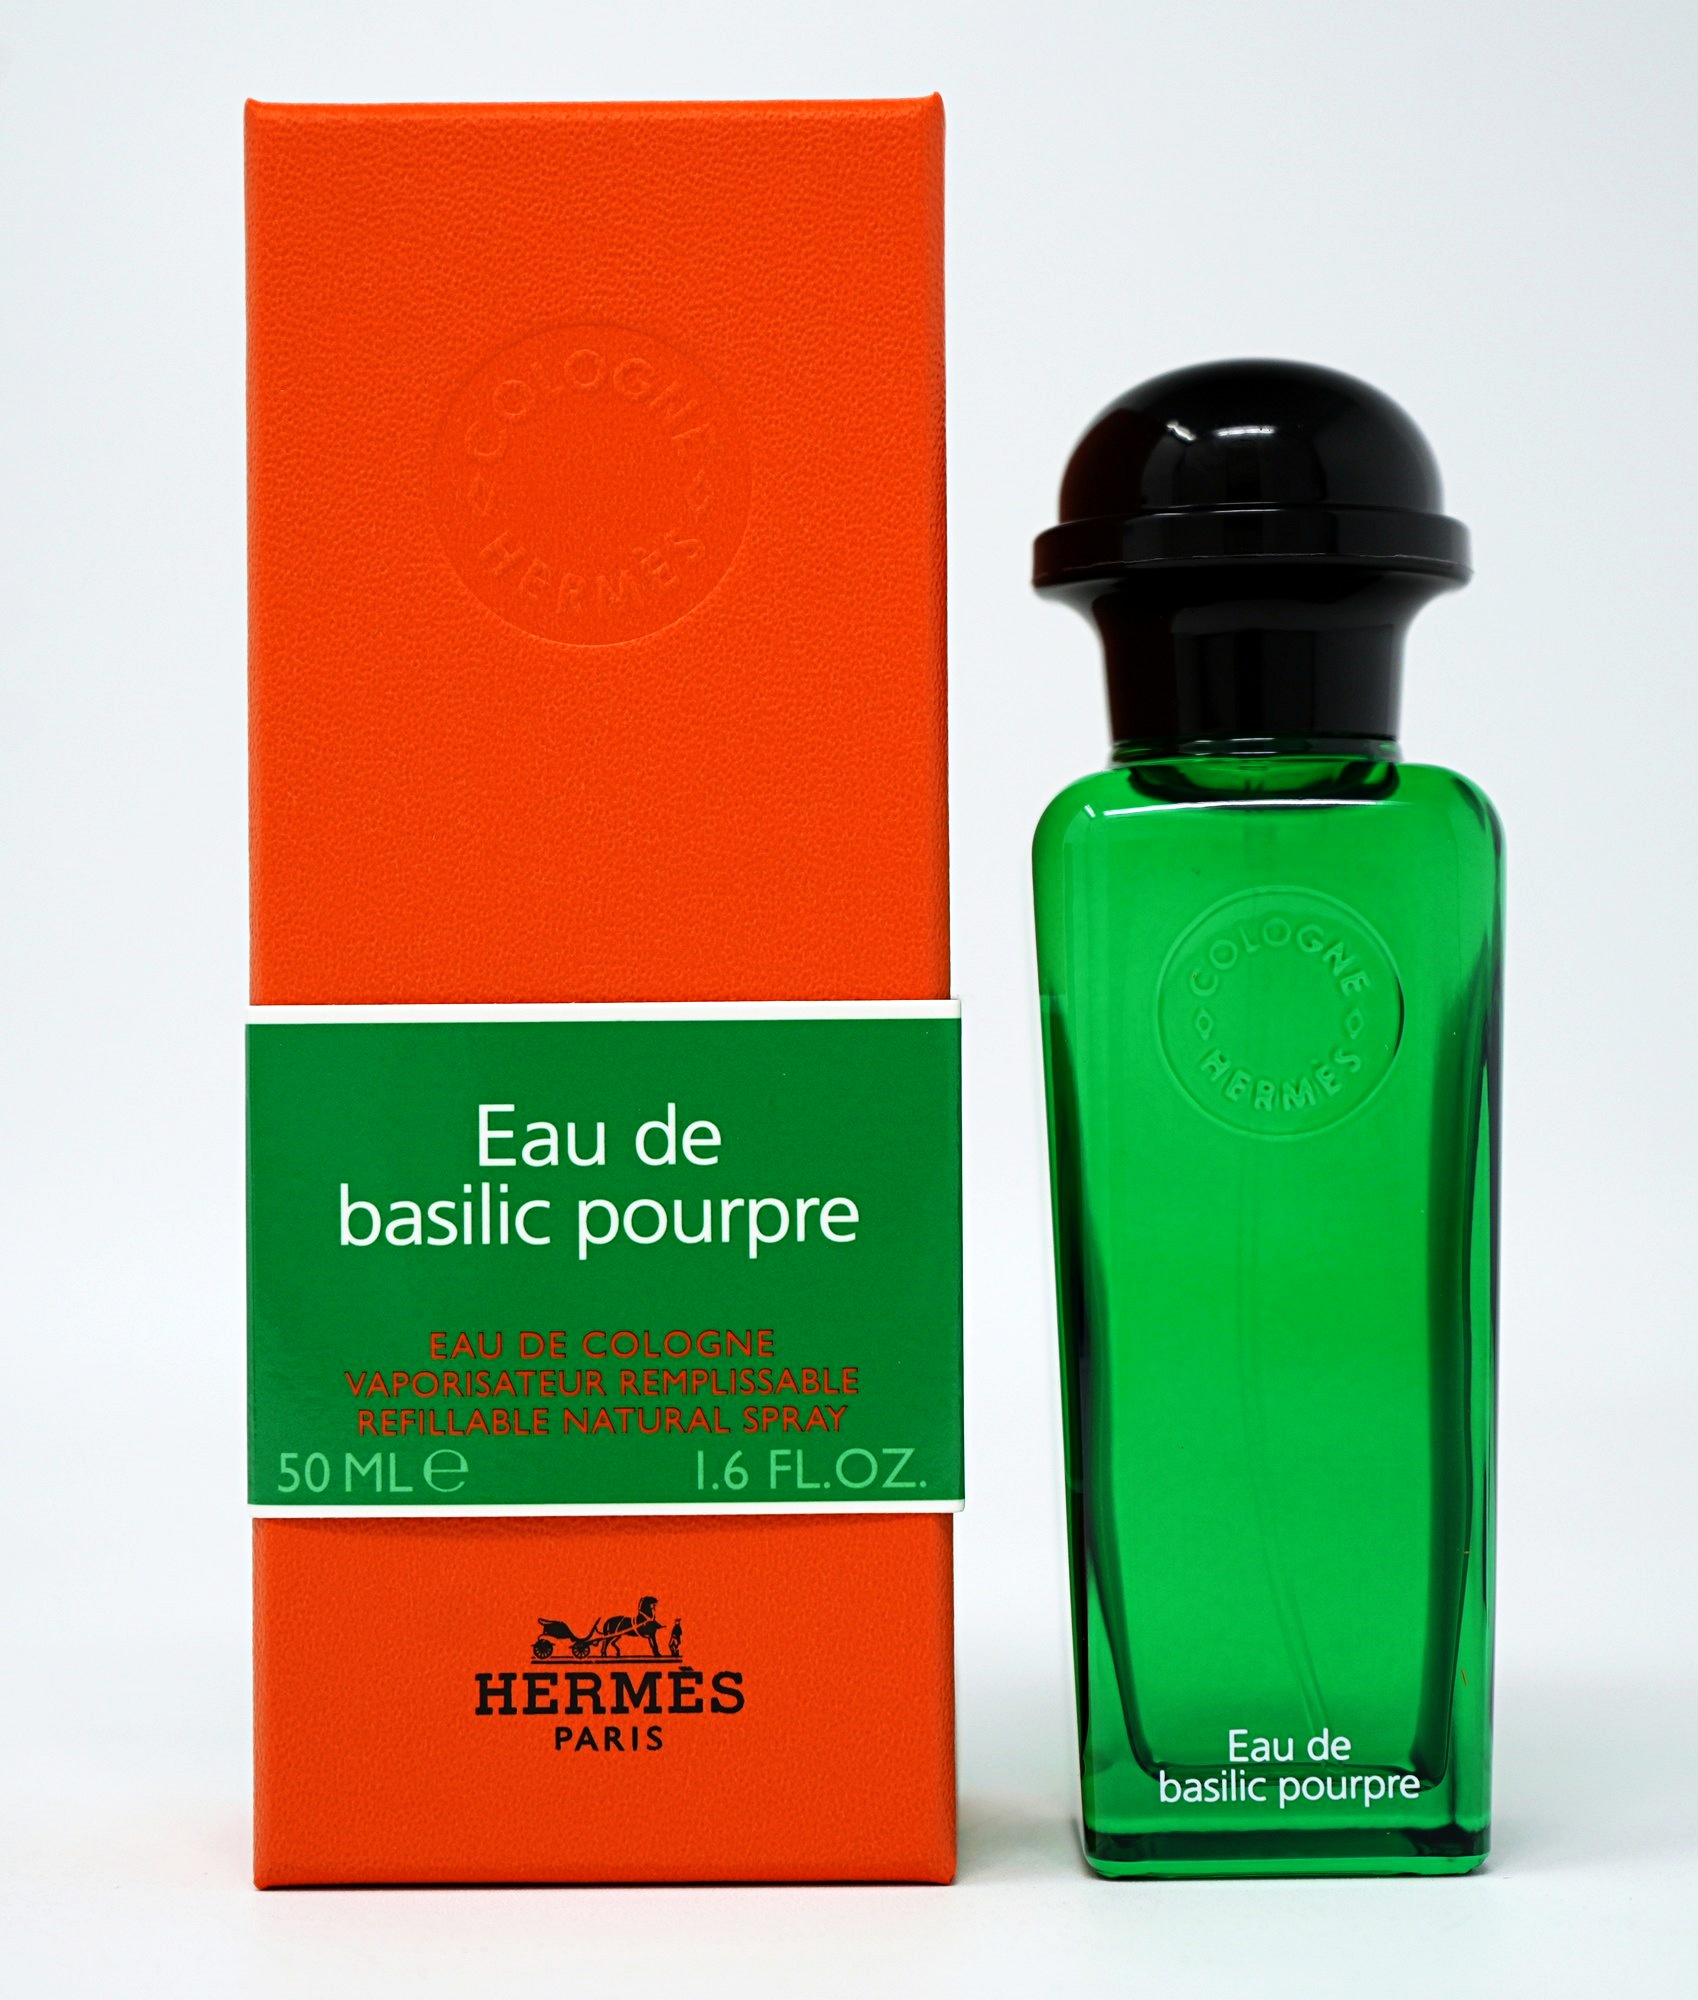 COLOGNE
HERMÈS
Eau de
basilic pourpre
EAU DE COLOGNE
VAPORISATEUR REMPLISSABLE
REFILLABLE NATURAL SPRAY
50 ML ℮ 1.6 FL.OZ.
HERMÈS
PARIS
COLOGNE
HERMÈS
Eau de
basilic pourpre